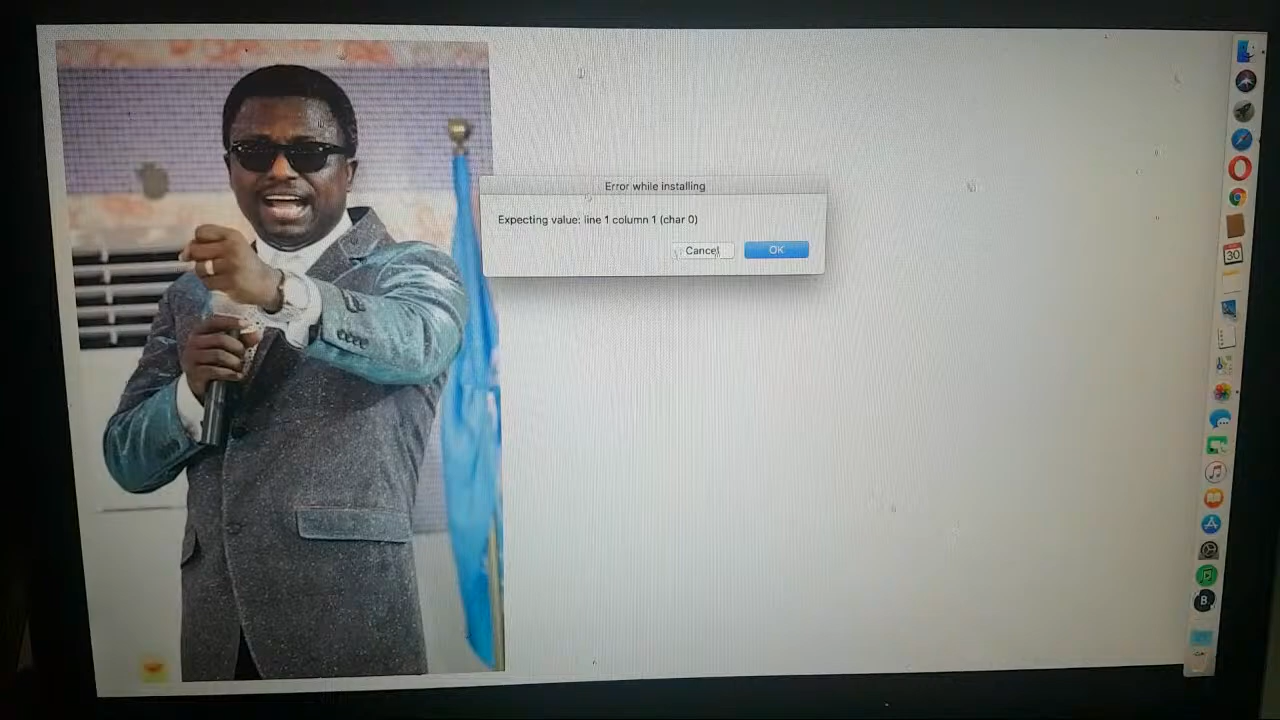 Error while installing
Expecting value: line 1 column 1 (char 0)
Cancel
OK
30
B